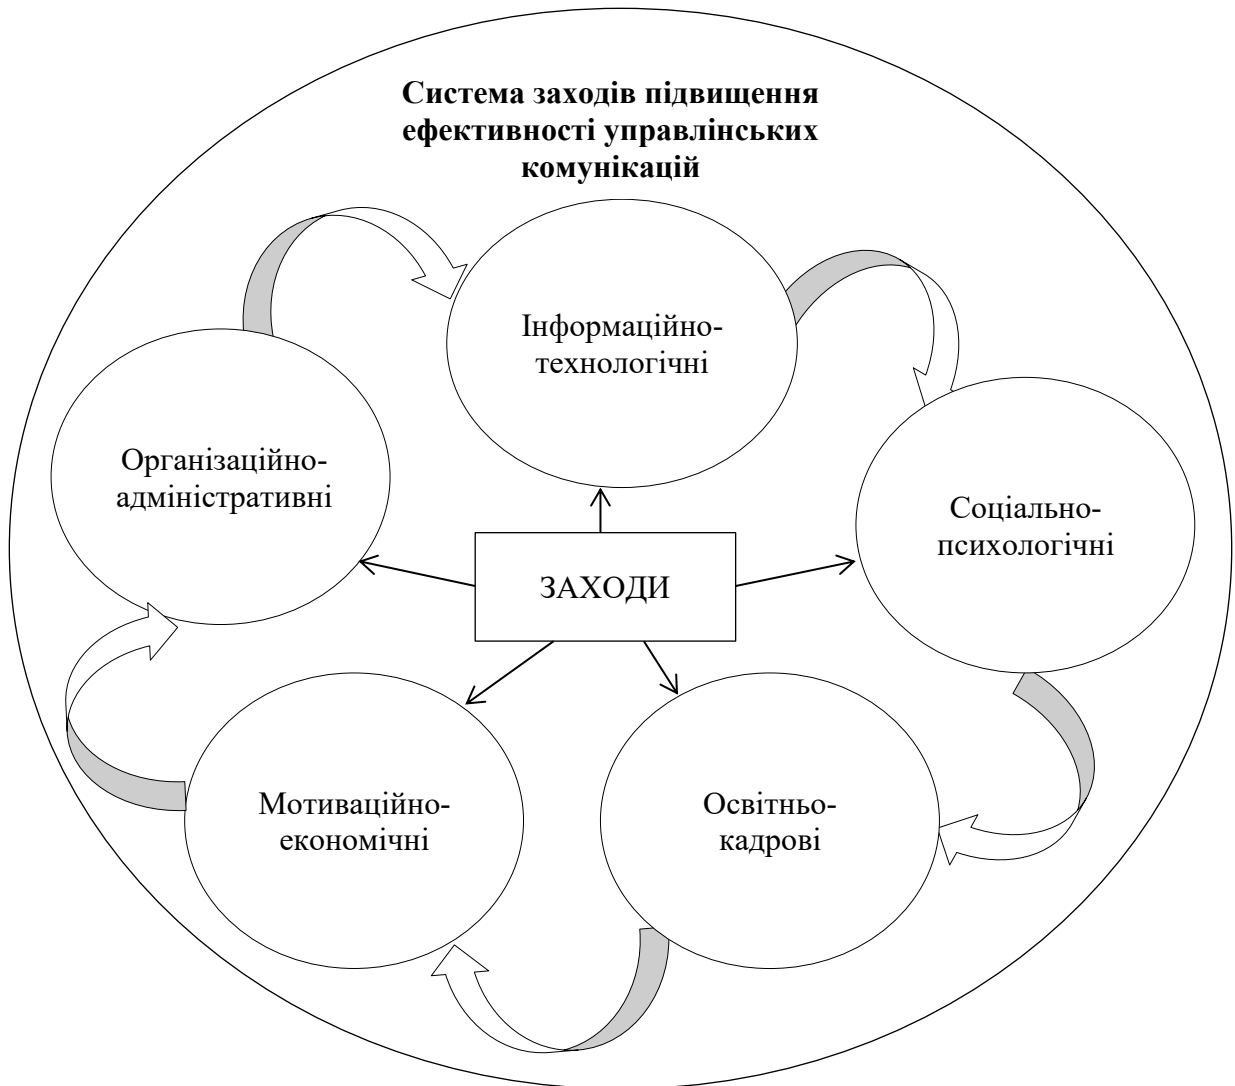 Система заходів підвищення
ефективності управлінських
комунікацій
Інформаційно-
технологічні
Організаційно-
адміністративні
Соціально-
психологічні
ЗАХОДИ
Мотиваційно-
економічні
Освітньо-
кадрові